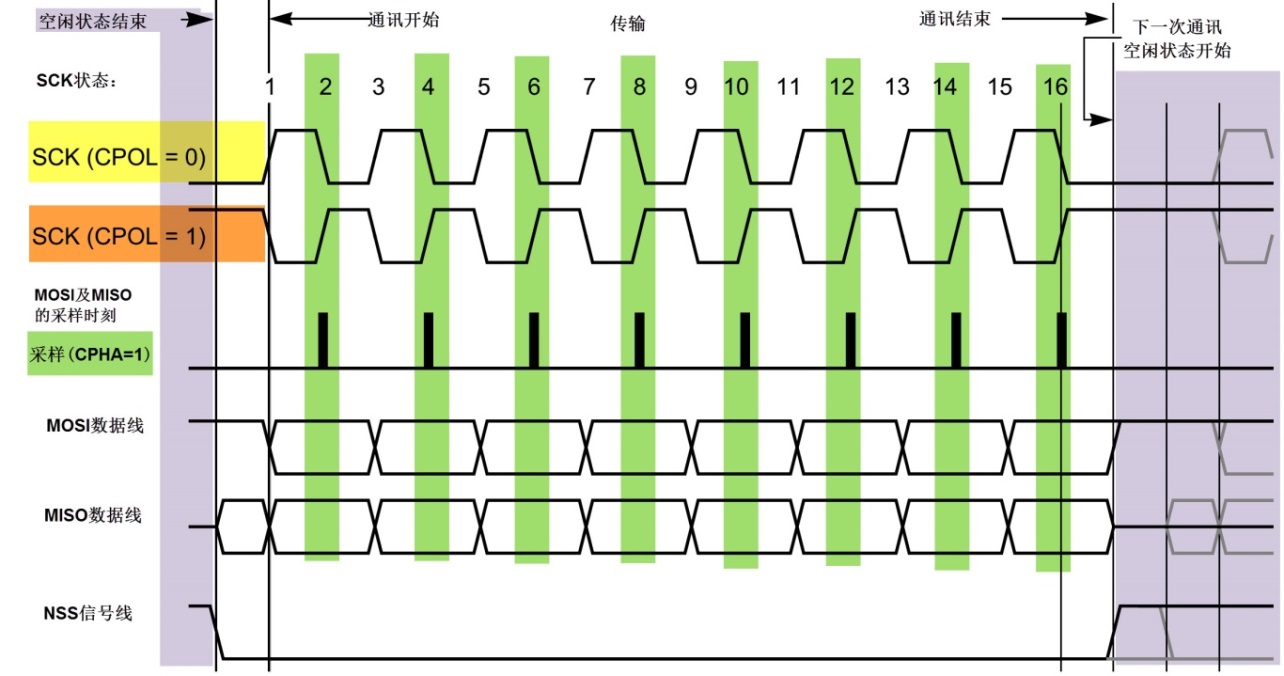 空闲状态结束
通讯开始
传输
通讯结束
下一次通讯
空闲状态开始
SCK状态：
1 2 3 4 5 6 7 8 9 10 11 12 13 14 15 16
SCK (CPOL = 0)
SCK (CPOL = 1)
MOSI及MISO
的采样时刻
采样(CPHA=1)
MOSI数据线
MISO数据线
NSS信号线